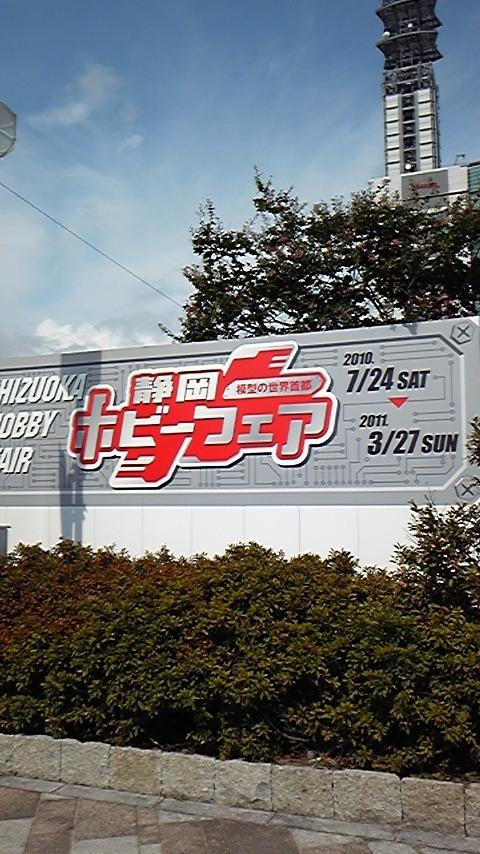 HIZUOKA
OBBY
AIR
静岡
模型の世界首都
ホビーフェア
2010.
7/24 SAT
2011.
3/27 SUN